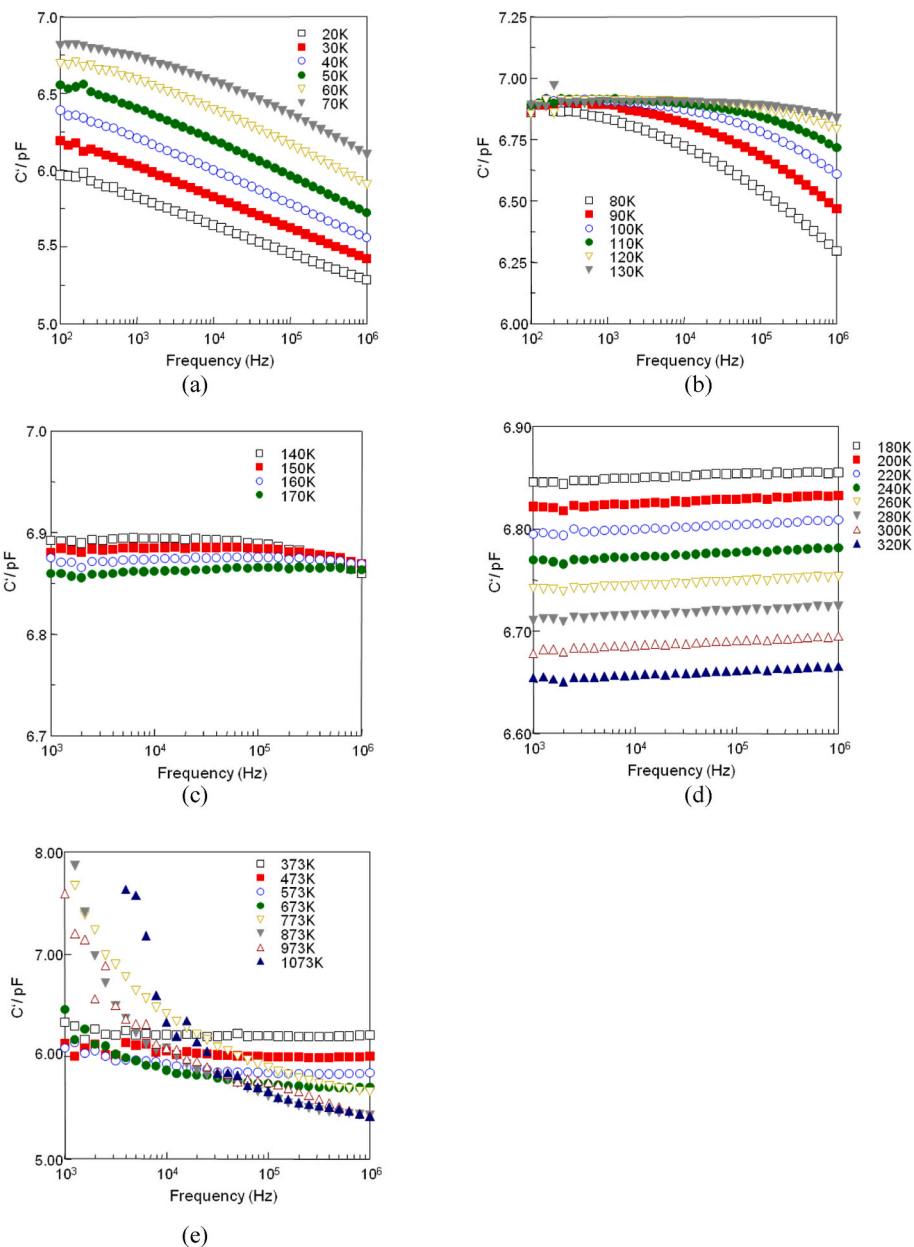 7.0
6.5
6.0
5.5
5.0
C'/ pF
20K
30K
40K
50K
60K
70K
10² 10³ 10⁴ 10⁵ 10⁶
Frequency (Hz)
(a)
7.25
7.00
6.75
6.50
6.25
6.00
C'/ pF
80K
90K
100K
110K
120K
130K
10² 10³ 10⁴ 10⁵ 10⁶
Frequency (Hz)
(b)
7.0
6.9
6.8
6.7
C'/ pF
140K
150K
160K
170K
10³ 10⁴ 10⁵ 10⁶
Frequency (Hz)
(c)
6.90
6.80
6.70
6.60
C'/ pF
180K
200K
220K
240K
260K
280K
300K
320K
10³ 10⁴ 10⁵ 10⁶
Frequency (Hz)
(d)
8.00
7.00
6.00
5.00
C'/ pF
373K
473K
573K
673K
773K
873K
973K
1073K
10³ 10⁴ 10⁵ 10⁶
Frequency (Hz)
(e)